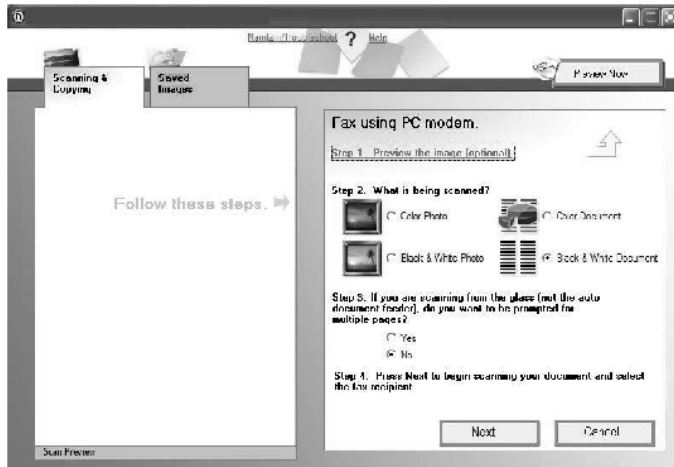 Maintain/Troubleshoot ? Help
Scanning &
Copying
Saved
Images
Preview Now
Fax using PC modem.
Step 1. Preview the image (optional).
Follow these steps.
Step 2. What is being scanned?
Color Photo
Color Document
Black & White Photo
Black & White Document
Step 3. If you are scanning from the glass (not the auto
document feeder), do you want to be prompted for
multiple pages?
Yes
No
Step 4. Press Next to begin scanning your document and select
the fax recipient.
Next
Cancel
Scan Preview